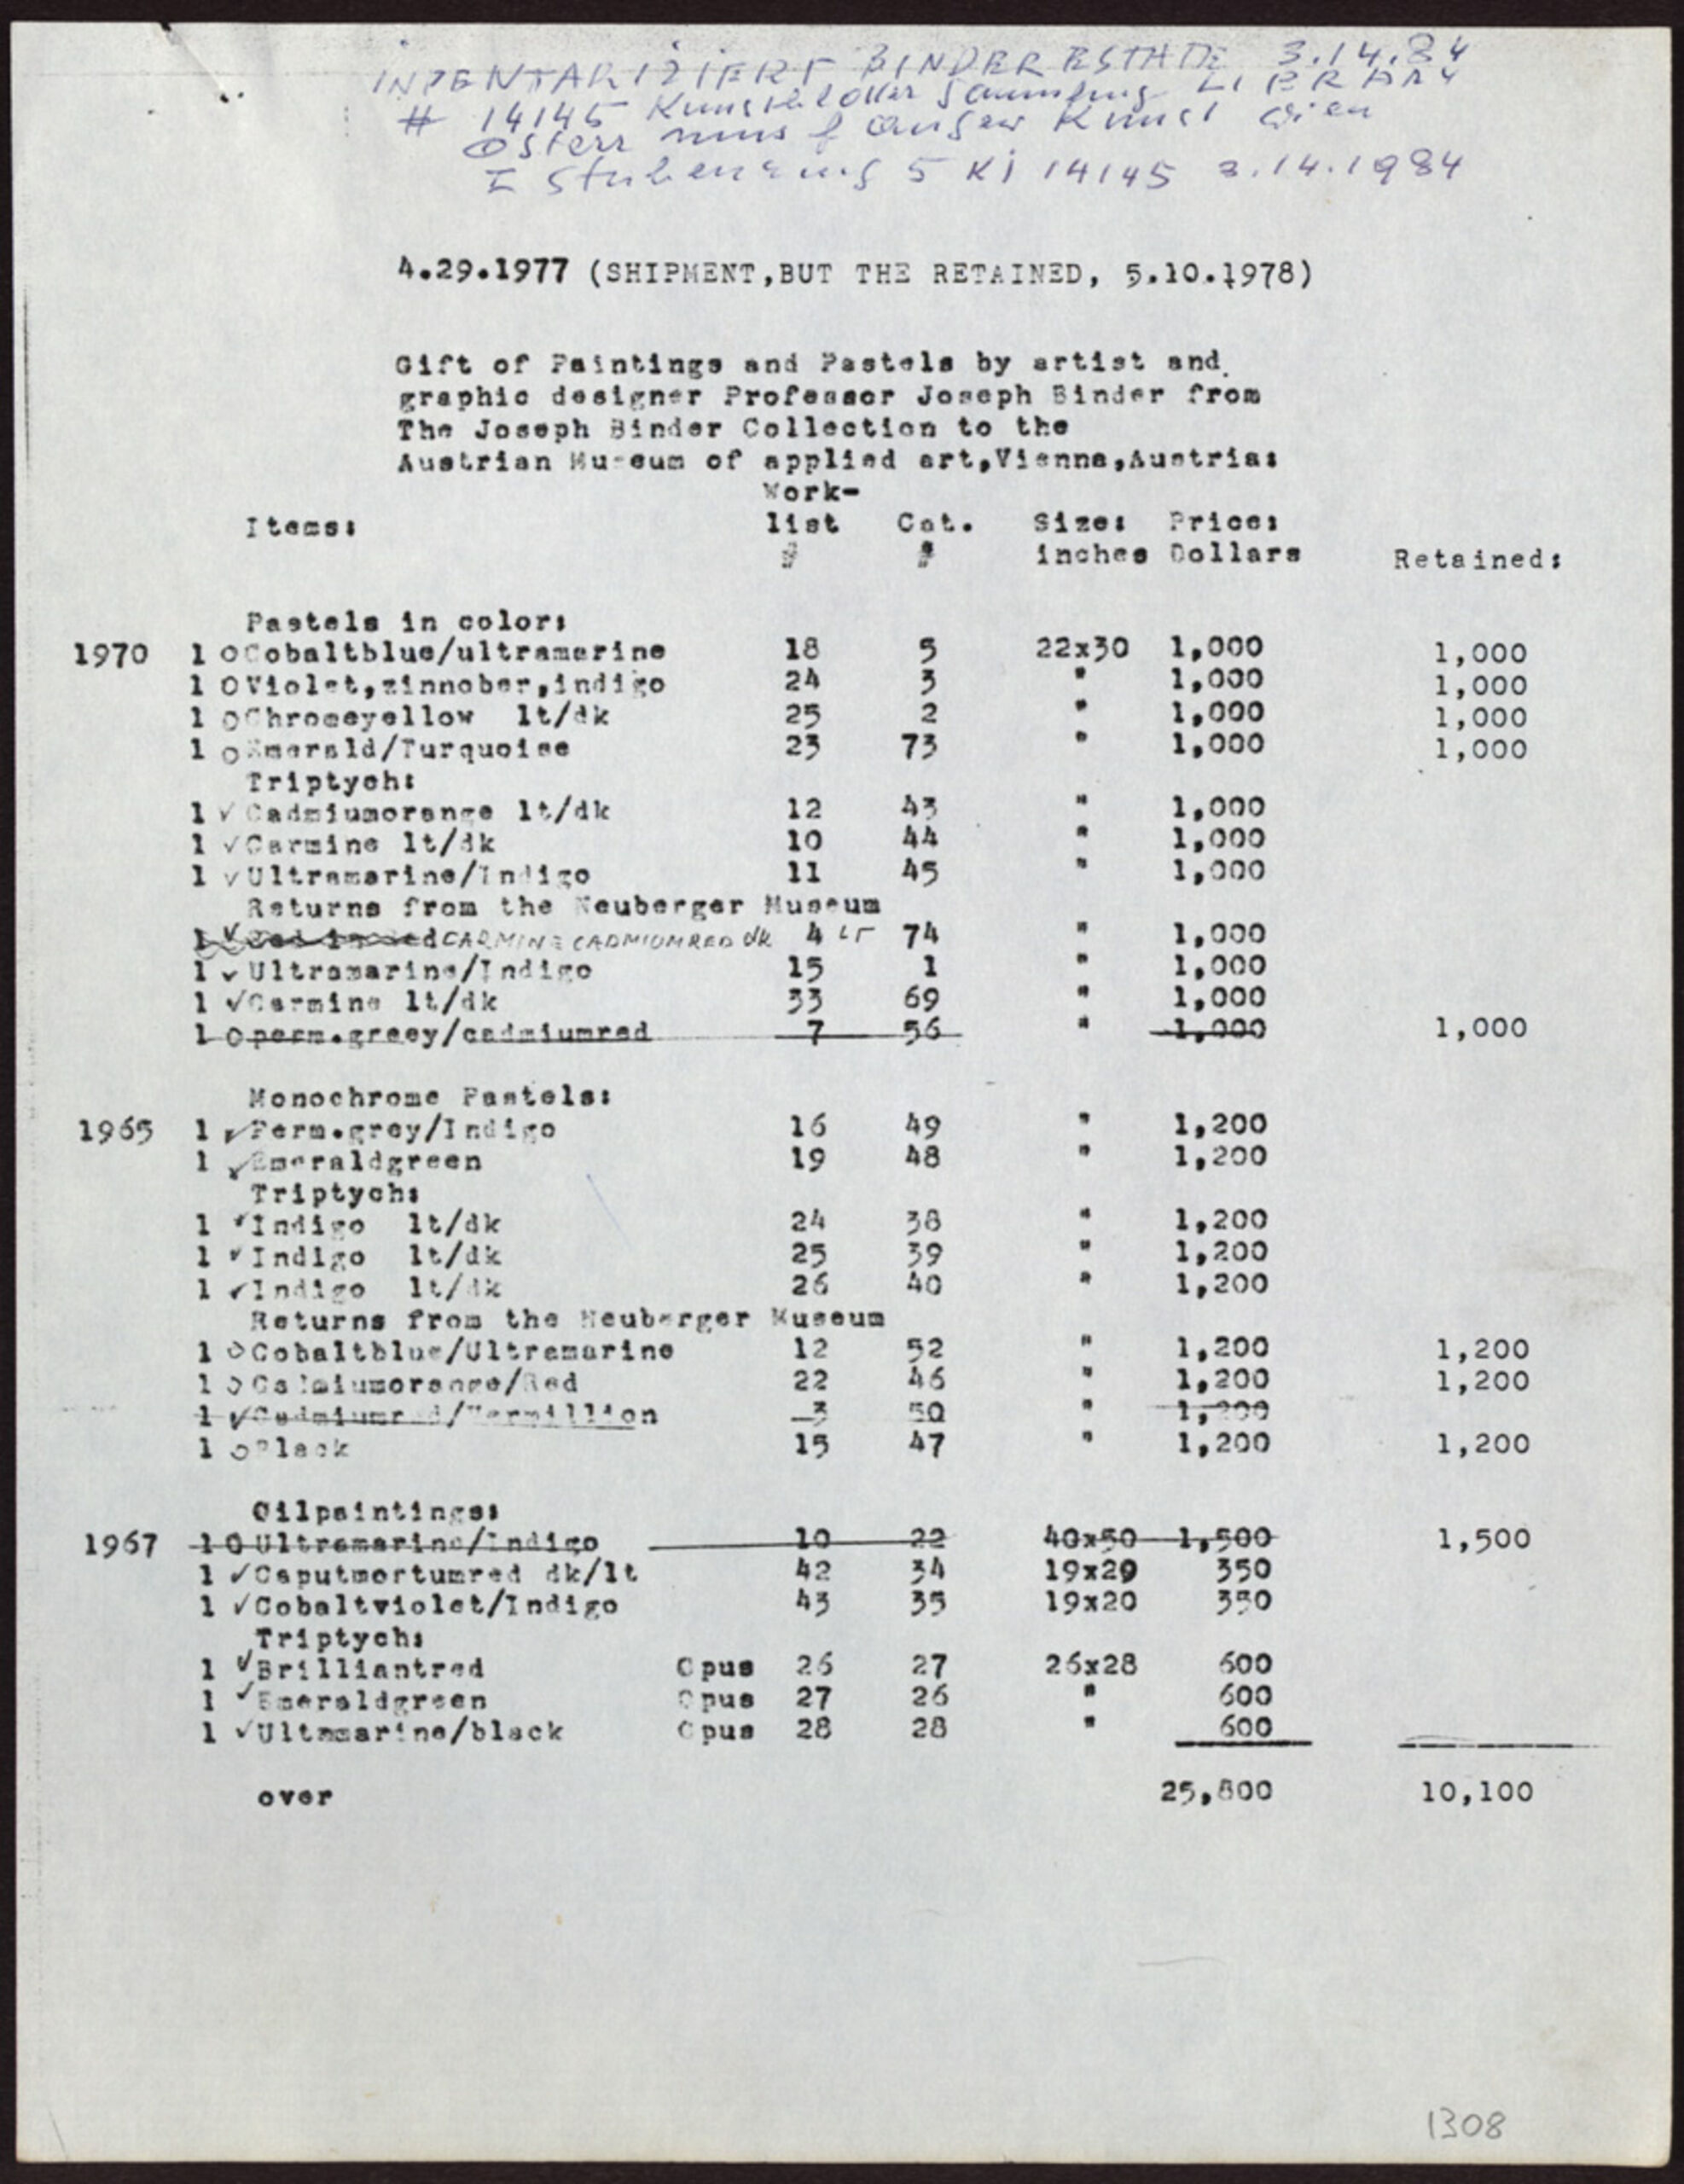 INVENTARIZIERT BINDER ESTATE 3.14.84
# 14145 Kunstblätter Sammlung LIBRARY
Österr mus f angew Kunst Wien
I Stubenring 5 KI 14145 3.14.1984
4.29.1977 (SHIPMENT,BUT THE RETAINED, 5.10.1978)
Gift of Paintings and Pastels by artist and
graphic designer Professor Joseph Binder from
The Joseph Binder Collection to the
Austrian Museum of applied art,Vienna,Austria:
Work-
Items: list Cat. Size: Price:
# # inches Dollars Retained:
Pastels in color:
1970 1 O Cobaltblue/ultramarine 18 5 22x30 1,000 1,000
1 O Violet,zinnober,indigo 24 3 " 1,000 1,000
1 O Chromeyellow lt/dk 25 2 " 1,000 1,000
1 O Emerald/Turquoise 23 73 " 1,000 1,000
Triptych:
1 ✓ Cadmiumorange lt/dk 12 43 " 1,000
1 ✓ Carmine lt/dk 10 44 " 1,000
1 ✓ Ultramarine/Indigo 11 45 " 1,000
Returns from the Neuberger Museum
1 ✓ CARMINE CADMIUMRED dk 4 LT 74 " 1,000
1 ✓ Ultramarine/Indigo 15 1 " 1,000
1 ✓ Carmine lt/dk 33 69 " 1,000
1 O perm.greey/cadmiumred 7 56 " 1,000 1,000
Monochrome Pastels:
1965 1 ✓ Perm.grey/Indigo 16 49 " 1,200
1 ✓ Emeraldgreen 19 48 " 1,200
Triptych:
1 ✓ Indigo lt/dk 24 38 " 1,200
1 ✓ Indigo lt/dk 25 39 " 1,200
1 ✓ Indigo lt/dk 26 40 " 1,200
Returns from the Neuberger Museum
1 O Cobaltblue/Ultramarine 12 52 " 1,200 1,200
1 O Cadmiumorange/Red 22 46 " 1,200 1,200
1 ✓ Cadmiumred/Vermillion 3 50 " 1,200
1 O Black 15 47 " 1,200 1,200
Oilpaintings:
1967 1 O Ultramarine/Indigo 10 22 40x50 1,500 1,500
1 ✓ Caputmortumred dk/lt 42 34 19x29 350
1 ✓ Cobaltviolet/Indigo 43 35 19x20 350
Triptych:
1 ✓ Brilliantred Opus 26 27 26x28 600
1 ✓ Emeraldgreen Opus 27 26 " 600
1 ✓ Ultmmarine/black Opus 28 28 " 600
over 25,800 10,100
1308